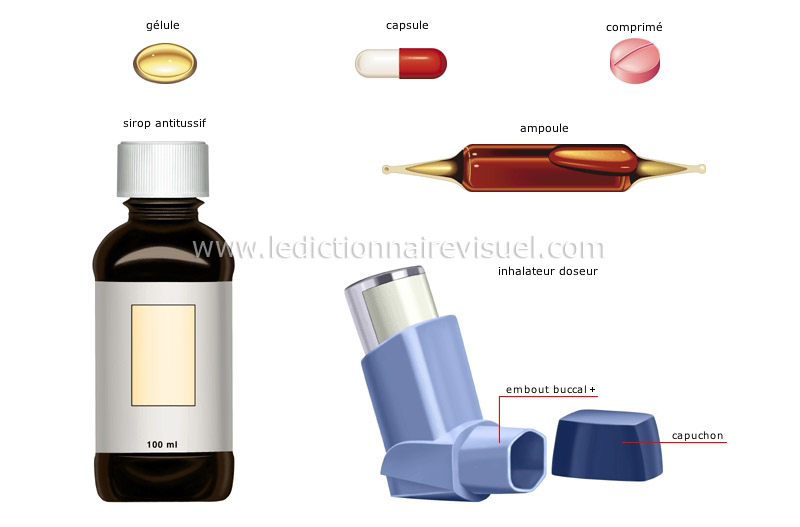 gélule
capsule
comprimé
sirop antitussif
ampoule
www.ledictionnairevisuel.com
inhalateur doseur
embout buccal +
capuchon
100 ml